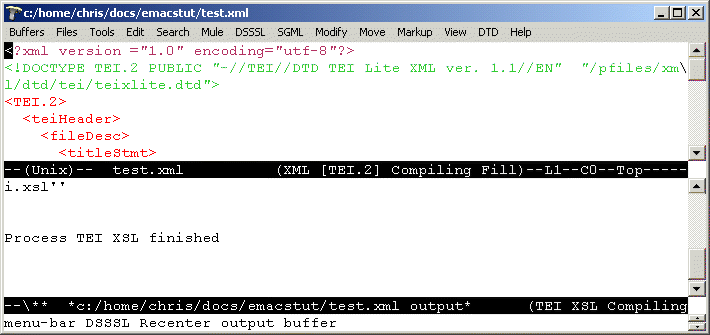 c:/home/chris/docs/emacstut/test.xml
Buffers Files Tools Edit Search Mule DSSSL SGML Modify Move Markup View DTD Help
<?xml version ="1.0" encoding="utf-8"?>
<!DOCTYPE TEI.2 PUBLIC "-//TEI//DTD TEI Lite XML ver. 1.1//EN"  "/pfiles/xm\
l/dtd/tei/teixlite.dtd">
<TEI.2>
  <teiHeader>
    <fileDesc>
      <titleStmt>
--(Unix)--  test.xml          (XML [TEI.2] Compiling Fill)--L1--C0--Top-----
i.xsl''
Process TEI XSL finished
--\**  *c:/home/chris/docs/emacstut/test.xml output*      (TEI XSL Compiling
menu-bar DSSSL Recenter output buffer